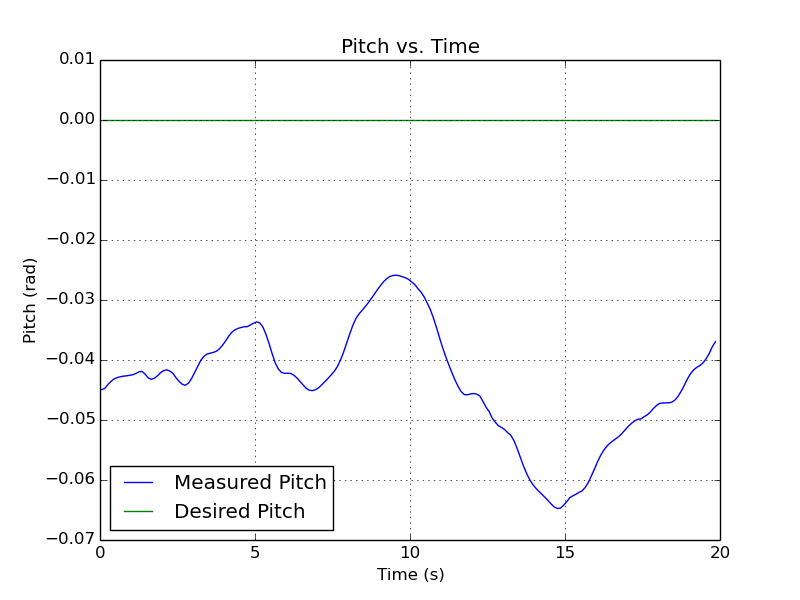 Pitch vs. Time
0.01
0.00
−0.01
−0.02
−0.03
−0.04
−0.05
−0.06
−0.07
Pitch (rad)
Measured Pitch
Desired Pitch
0 5 10 15 20
Time (s)